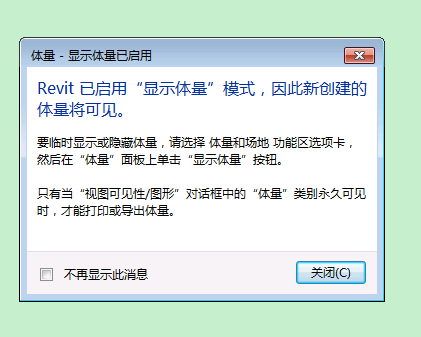 体量 - 显示体量已启用
Revit 已启用“显示体量”模式，因此新创建的
体量将可见。
要临时显示或隐藏体量，请选择 体量和场地 功能区选项卡，
然后在“体量”面板上单击“显示体量”按钮。
只有当“视图可见性/图形”对话框中的“体量”类别永久可见
时，才能打印或导出体量。
不再显示此消息
关闭(C)